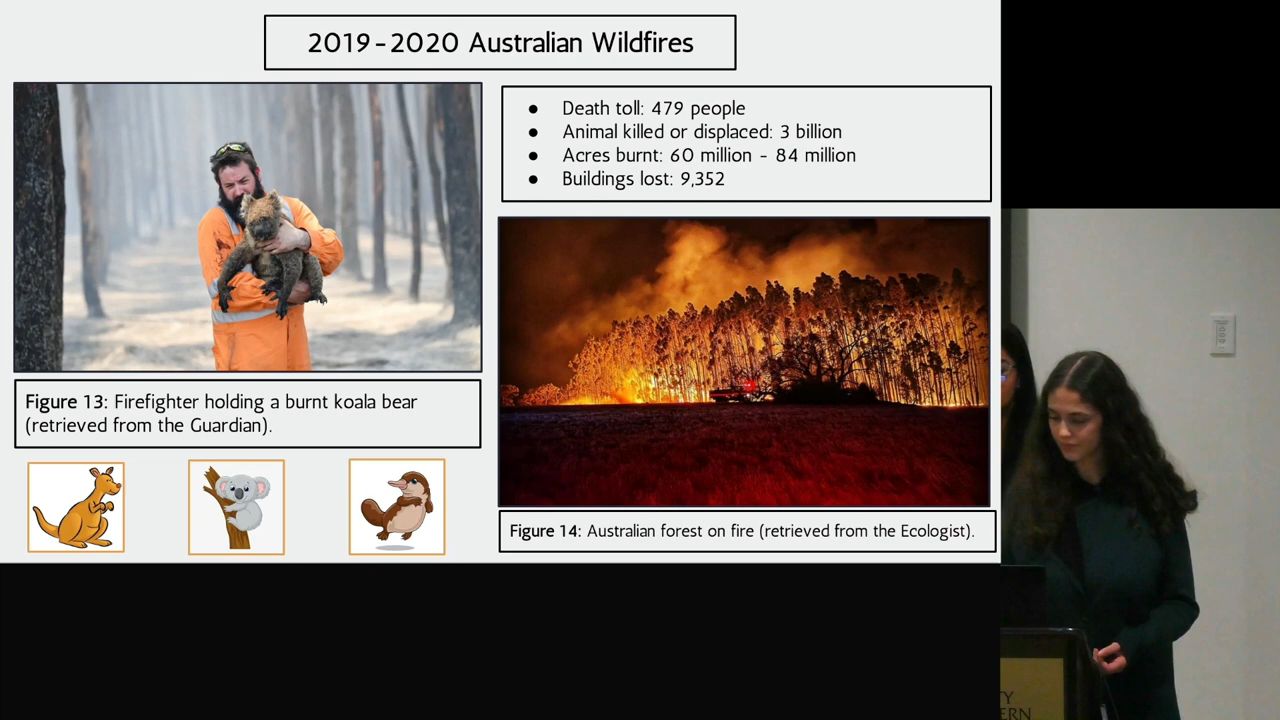 2019-2020 Australian Wildfires
● Death toll: 479 people
● Animal killed or displaced: 3 billion
● Acres burnt: 60 million - 84 million
● Buildings lost: 9,352
Figure 13: Firefighter holding a burnt koala bear
(retrieved from the Guardian).
Figure 14: Australian forest on fire (retrieved from the Ecologist).